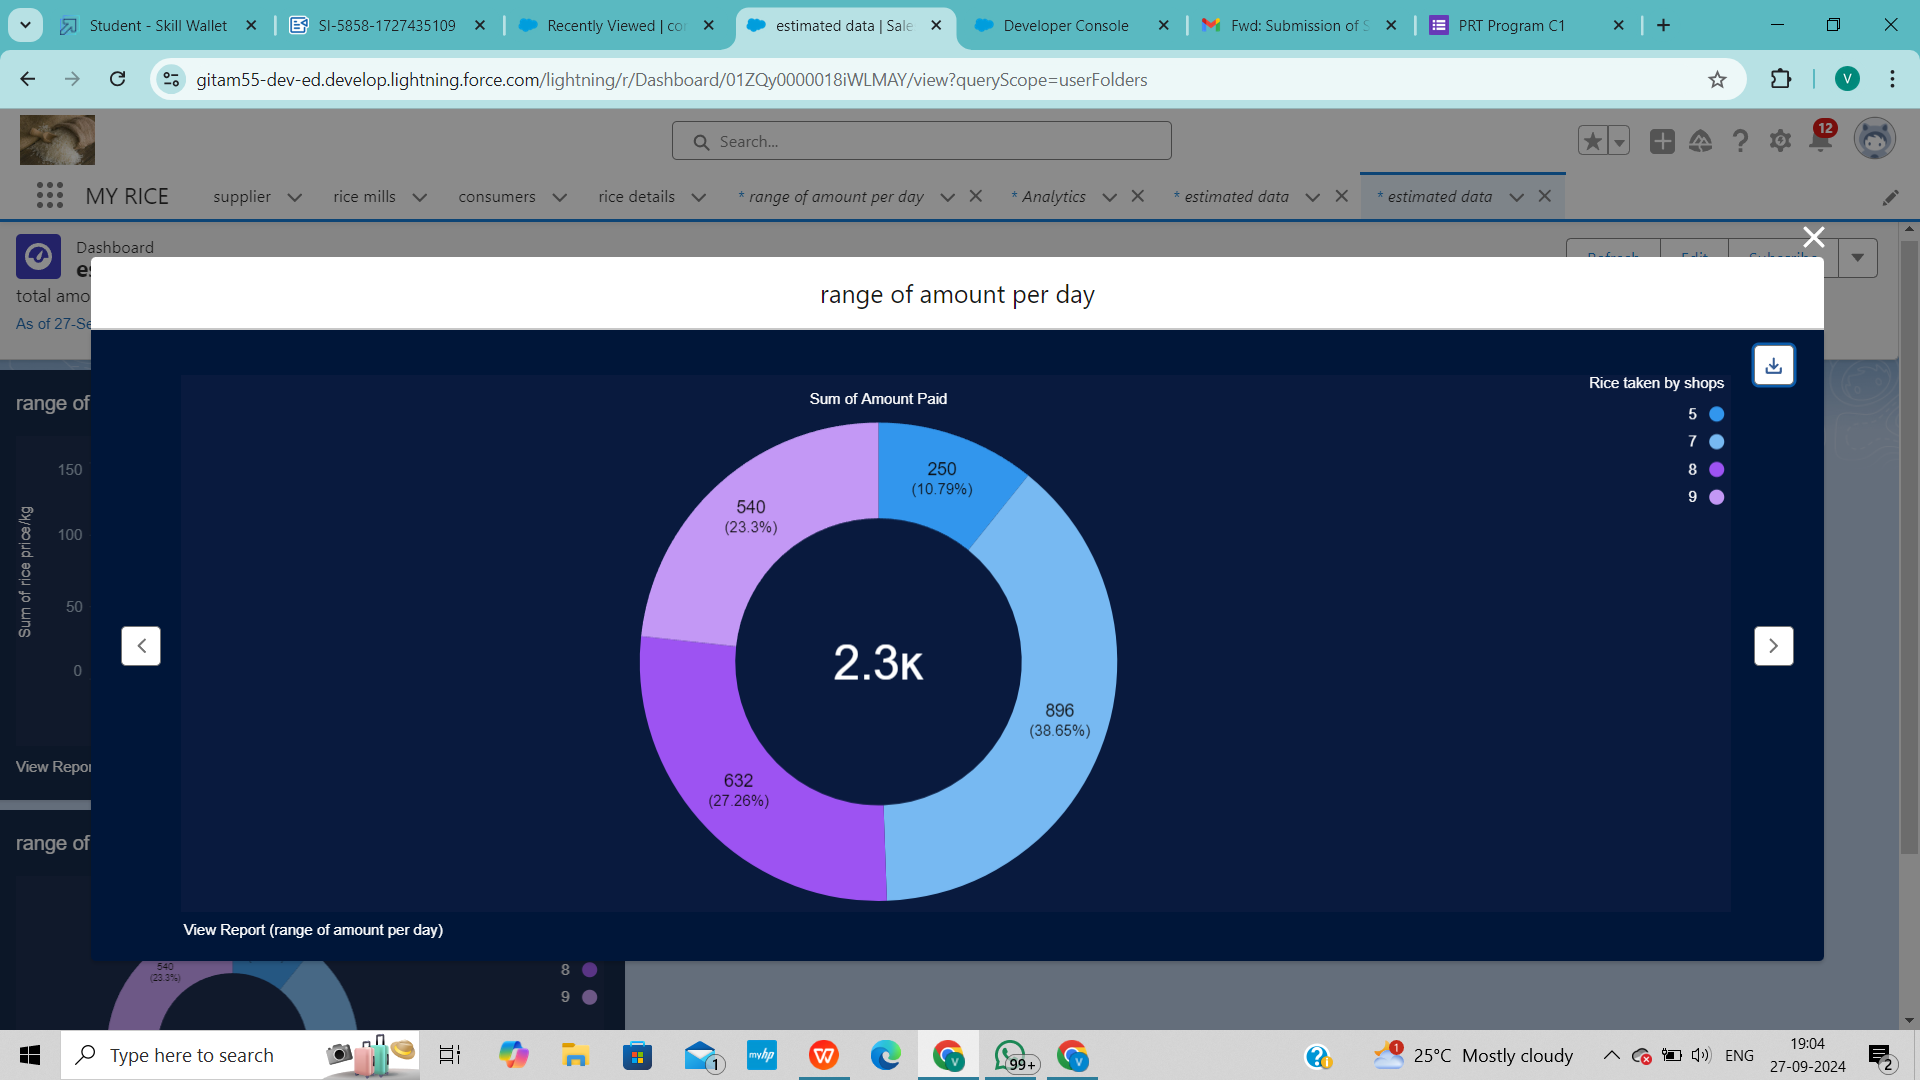 Student - Skill Wallet
SI-5858-1727435109
Recently Viewed | cor
estimated data | Sale
Developer Console
Fwd: Submission of S
PRT Program C1
gitam55-dev-ed.develop.lightning.force.com/lightning/r/Dashboard/01ZQy0000018iWLMAY/view?queryScope=userFolders
V
Search...
12
MY RICE
supplier
rice mills
consumers
rice details
* range of amount per day
* Analytics
* estimated data
* estimated data
Dashboard
Refresh
Edit
Subscribe
es
total amo
As of 27-Se
range of amount per day
range of
Sum of Amount Paid
Rice taken by shops
5
7
8
9
250
(10.79%)
540
(23.3%)
2.3K
896
(38.65%)
632
(27.26%)
150
100
50
0
Sum of rice price/kg
View Repor
range of
View Report (range of amount per day)
540
(23.3%)
8
9
Type here to search
1
myhp
W
V
99+
V
1
25°C Mostly cloudy
ENG
19:04
27-09-2024
2